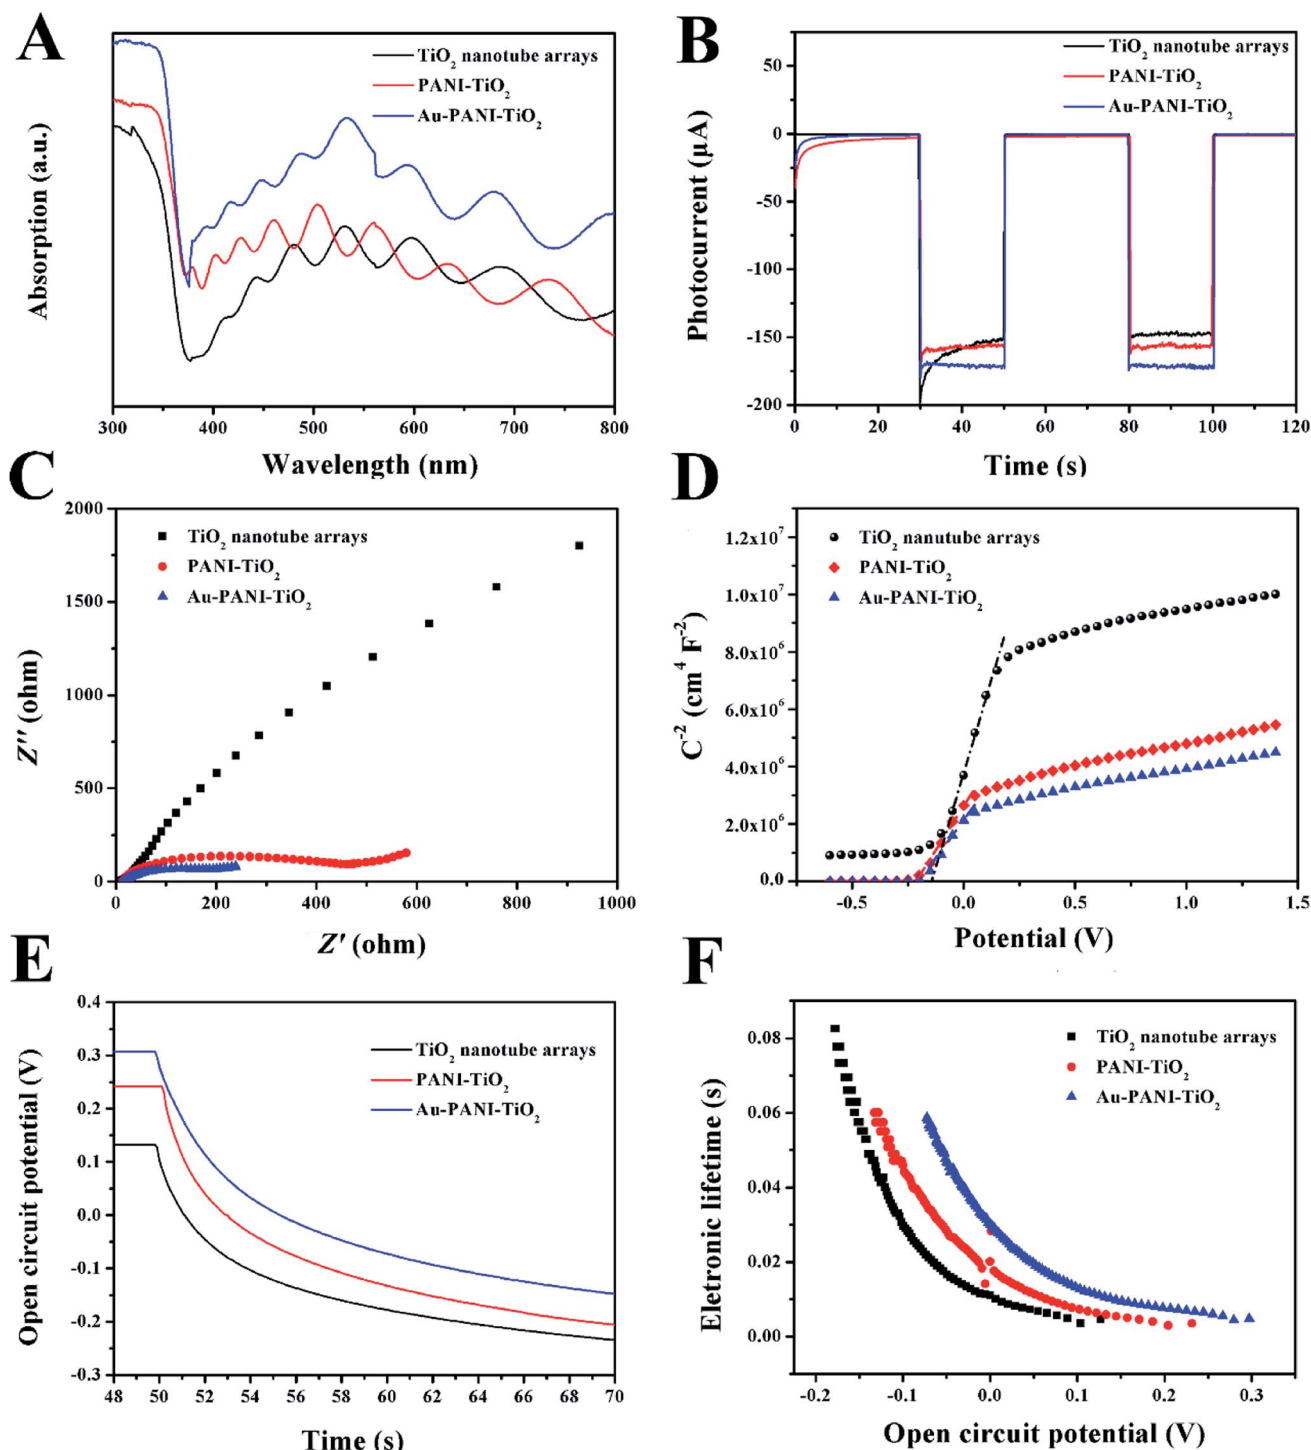 A
TiO2 nanotube arrays
PANI-TiO2
Au-PANI-TiO2
Absorption (a.u.)
300 400 500 600 700 800
Wavelength (nm)
B
TiO2 nanotube arrays
PANI-TiO2
Au-PANI-TiO2
Photocurrent (μA)
50
0
-50
-100
-150
-200
0 20 40 60 80 100 120
Time (s)
C
TiO2 nanotube arrays
PANI-TiO2
Au-PANI-TiO2
Z'' (ohm)
2000
1500
1000
500
0
0 200 400 600 800 1000
Z' (ohm)
D
TiO2 nanutube arrays
PANI-TiO2
Au-PANI-TiO2
C-2 (cm4 F-2)
1.2x10^7
1.0x10^7
8.0x10^6
6.0x10^6
4.0x10^6
2.0x10^6
0.0
-0.5 0.0 0.5 1.0 1.5
Potential (V)
E
TiO2 nanotube arrays
PANI-TiO2
Au-PANI-TiO2
Open circuit potential (V)
0.4
0.3
0.2
0.1
0.0
-0.1
-0.2
-0.3
48 50 52 54 56 58 60 62 64 66 68 70
Time (s)
F
TiO2 nanotube arrays
PANI-TiO2
Au-PANI-TiO2
Eletronic lifetime (s)
0.08
0.06
0.04
0.02
0.00
-0.2 -0.1 0.0 0.1 0.2 0.3
Open circuit potential (V)